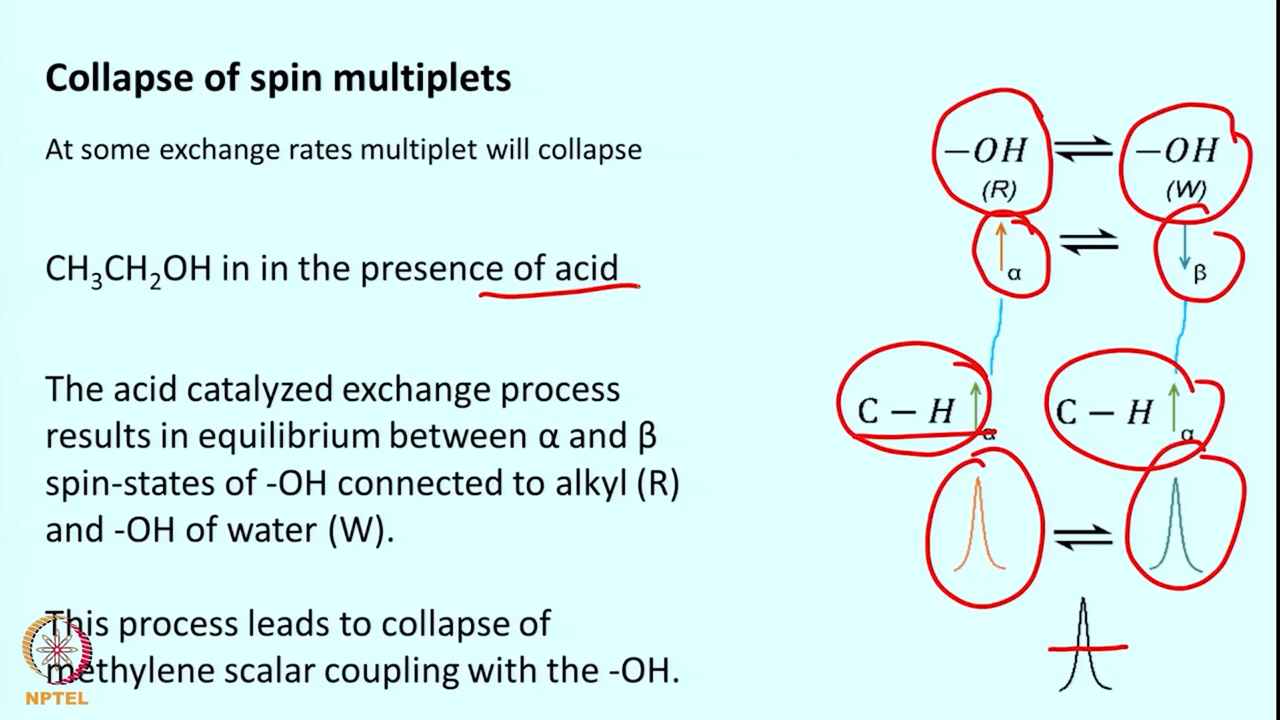 Collapse of spin multiplets
At some exchange rates multiplet will collapse
CH₃CH₂OH in in the presence of acid
The acid catalyzed exchange process
results in equilibrium between α and β
spin-states of -OH connected to alkyl (R)
and -OH of water (W).
This process leads to collapse of
methylene scalar coupling with the -OH.
−OH ⇌ −OH
(R) (W)
↑α ⇌ ↓β
C − H ↑α C − H ↑α
⇌
NPTEL